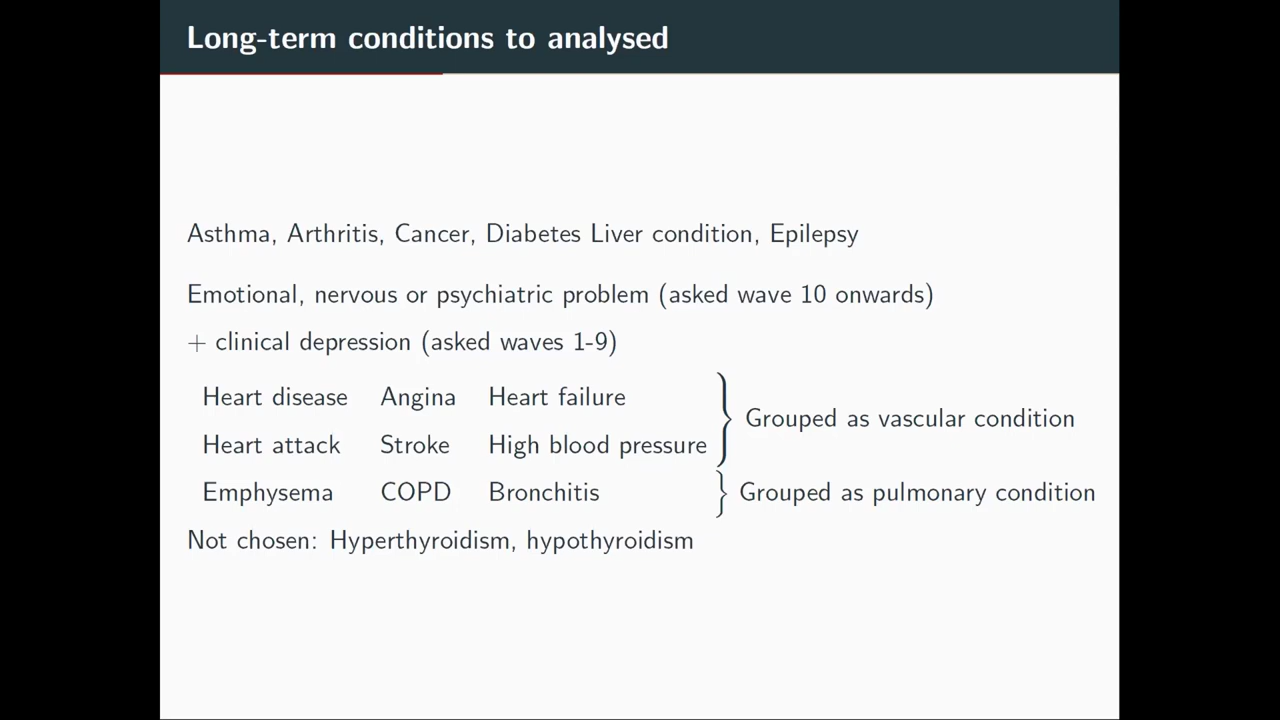 Long-term conditions to analysed
Asthma, Arthritis, Cancer, Diabetes Liver condition, Epilepsy
Emotional, nervous or psychiatric problem (asked wave 10 onwards)
+ clinical depression (asked waves 1-9)
Heart disease Angina Heart failure
Heart attack Stroke High blood pressure
Grouped as vascular condition
Emphysema COPD Bronchitis
Grouped as pulmonary condition
Not chosen: Hyperthyroidism, hypothyroidism